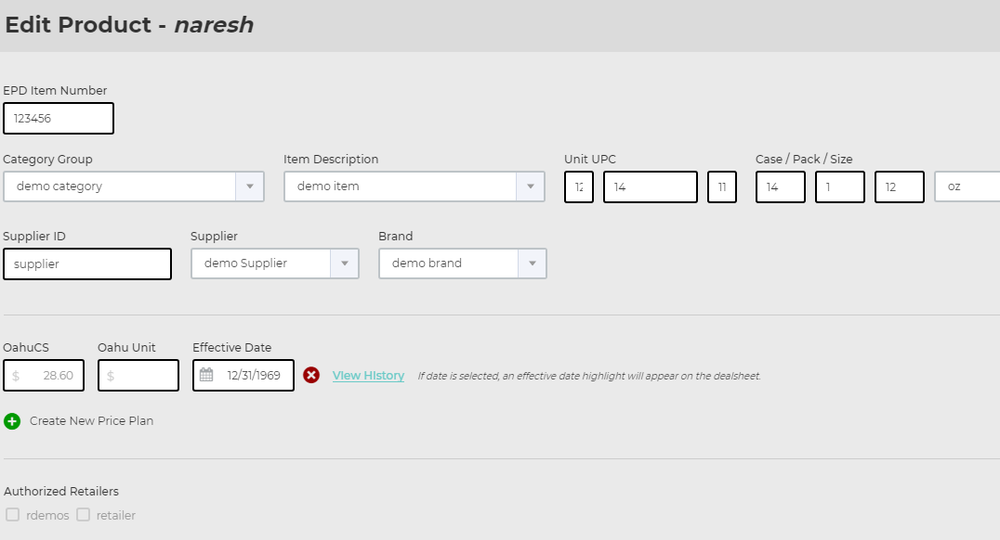 Edit Product - naresh
EPD Item Number
123456
Category Group Item Description Unit UPC Case / Pack / Size
demo category demo item 12 14 11 14 1 12 oz
Supplier ID Supplier Brand
supplier demo Supplier demo brand
OahuCS Oahu Unit Effective Date
$ 28.60 $ 12/31/1969 View History If date is selected, an effective date highlight will appear on the dealsheet.
Create New Price Plan
Authorized Retailers
rdemos retailer